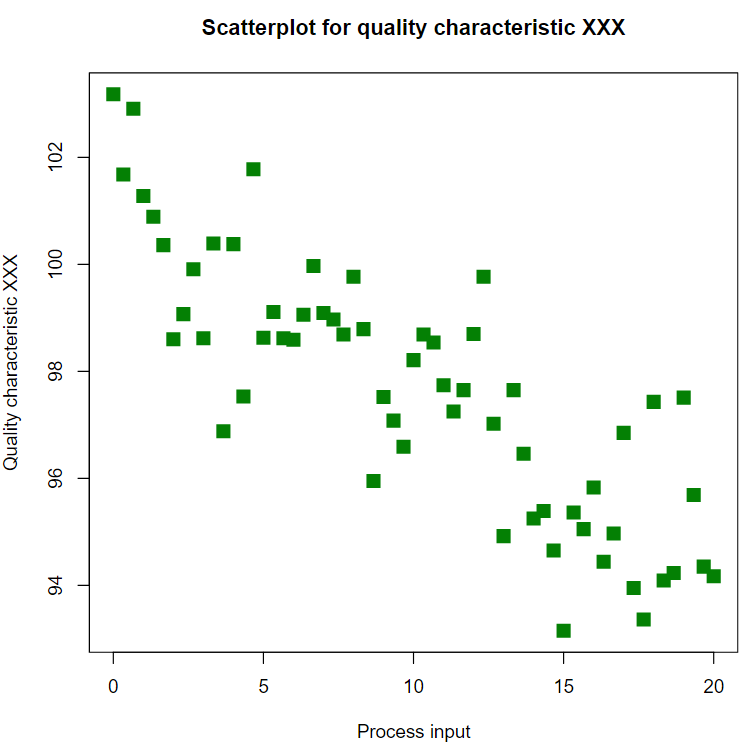 Scatterplot for quality characteristic XXX
Quality characteristic XXX
102
100
98
96
94
0 5 10 15 20
Process input